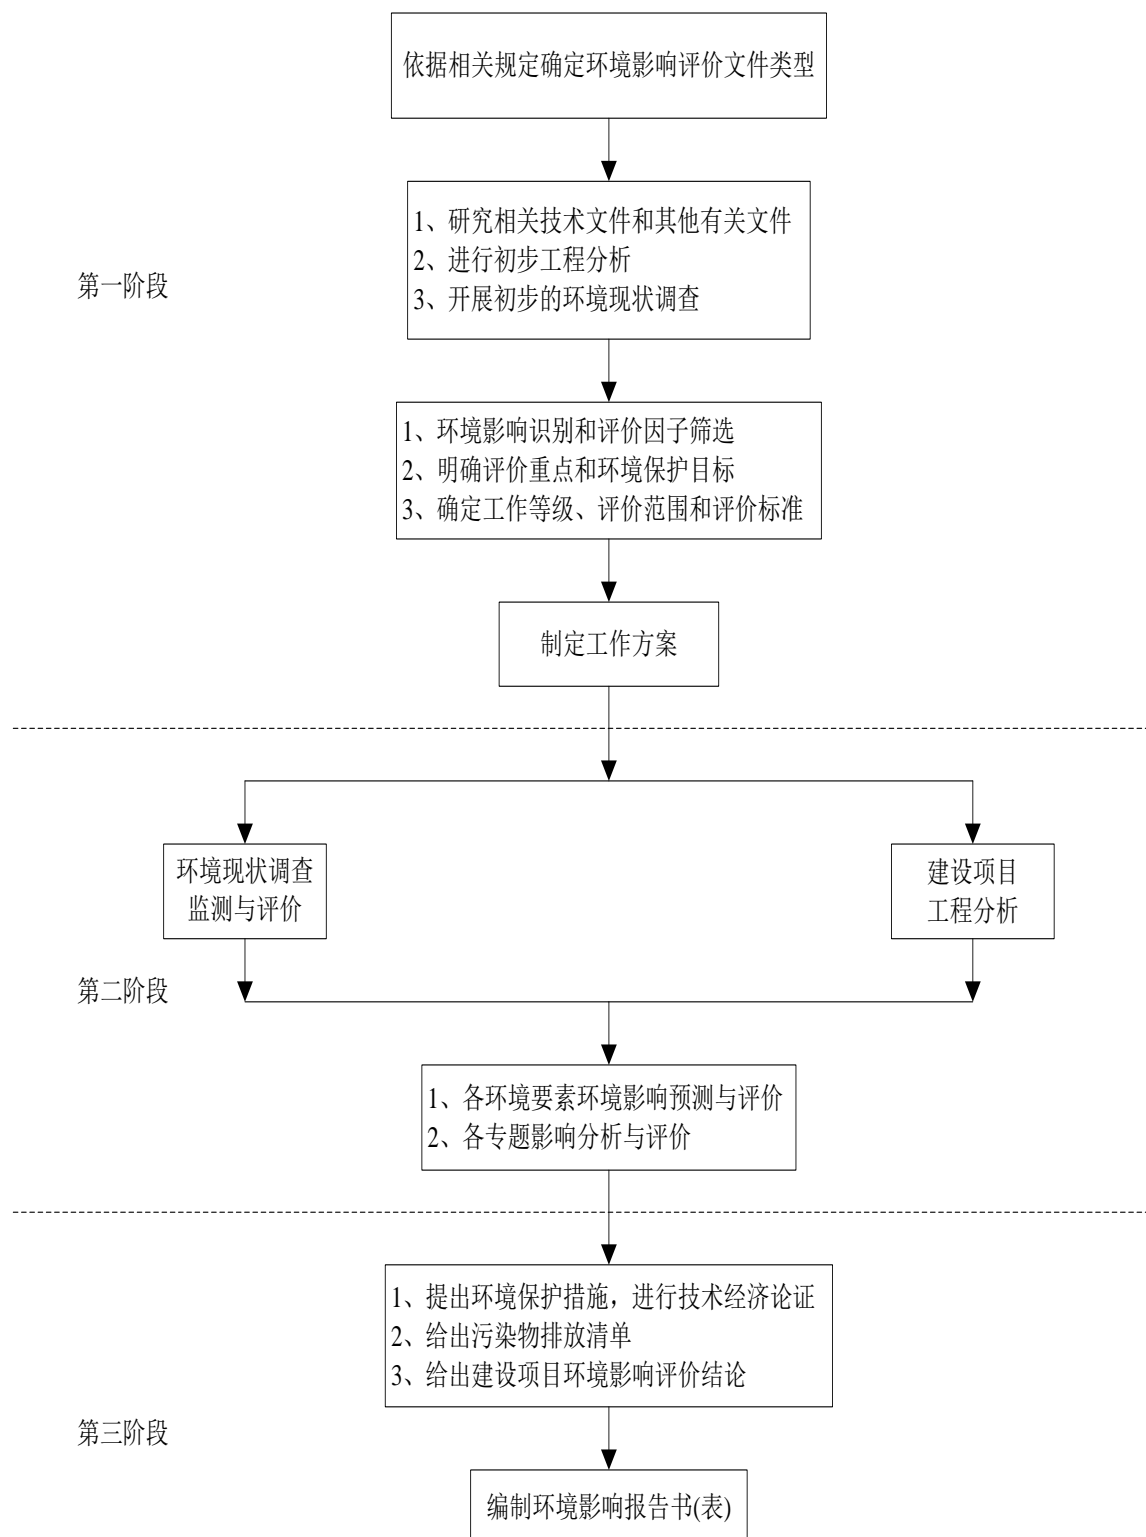 依据相关规定确定环境影响评价文件类型
1、研究相关技术文件和其他有关文件
2、进行初步工程分析
3、开展初步的环境现状调查
第一阶段
1、环境影响识别和评价因子筛选
2、明确评价重点和环境保护目标
3、确定工作等级、评价范围和评价标准
制定工作方案
环境现状调查
监测与评价
建设项目
工程分析
第二阶段
1、各环境要素环境影响预测与评价
2、各专题影响分析与评价
1、提出环境保护措施，进行技术经济论证
2、给出污染物排放清单
3、给出建设项目环境影响评价结论
第三阶段
编制环境影响报告书(表)